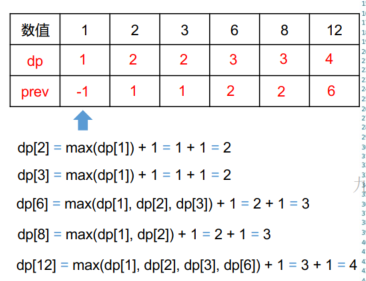 数值 1 2 3 6 8 12
dp 1 2 2 3 3 4
prev -1 1 1 2 2 6
dp[2] = max(dp[1]) + 1 = 1 + 1 = 2
dp[3] = max(dp[1]) + 1 = 1 + 1 = 2
dp[6] = max(dp[1], dp[2], dp[3]) + 1 = 2 + 1 = 3
dp[8] = max(dp[1], dp[2]) + 1 = 2 + 1 = 3
dp[12] = max(dp[1], dp[2], dp[3], dp[6]) + 1 = 3 + 1 = 4